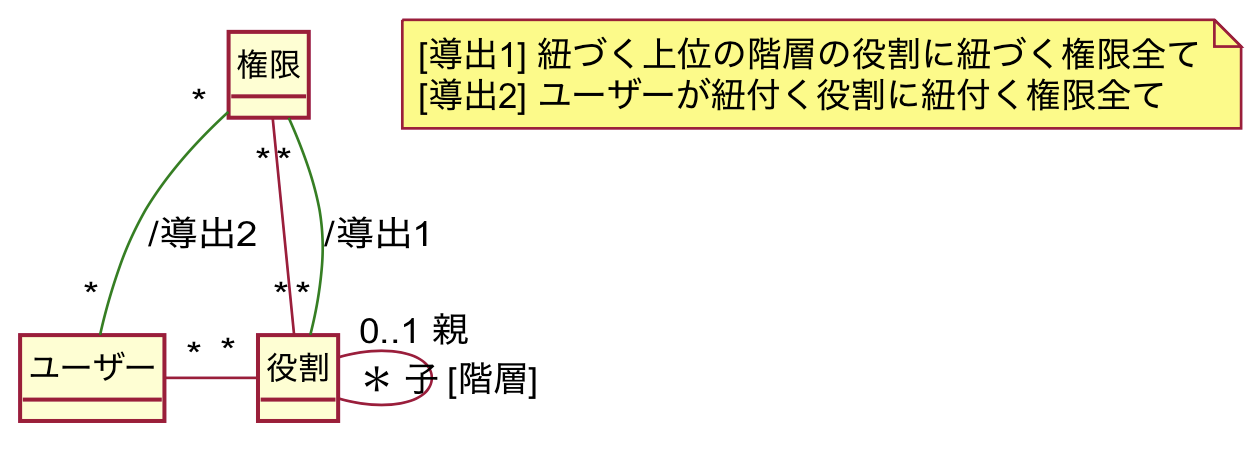 権限
[導出1] 紐づく上位の階層の役割に紐づく権限全て
[導出2] ユーザーが紐付く役割に紐付く権限全て
*
* *
/導出2
/導出1
*
* *
0..1 親
* *
ユーザー
役割
＊ 子 [階層]